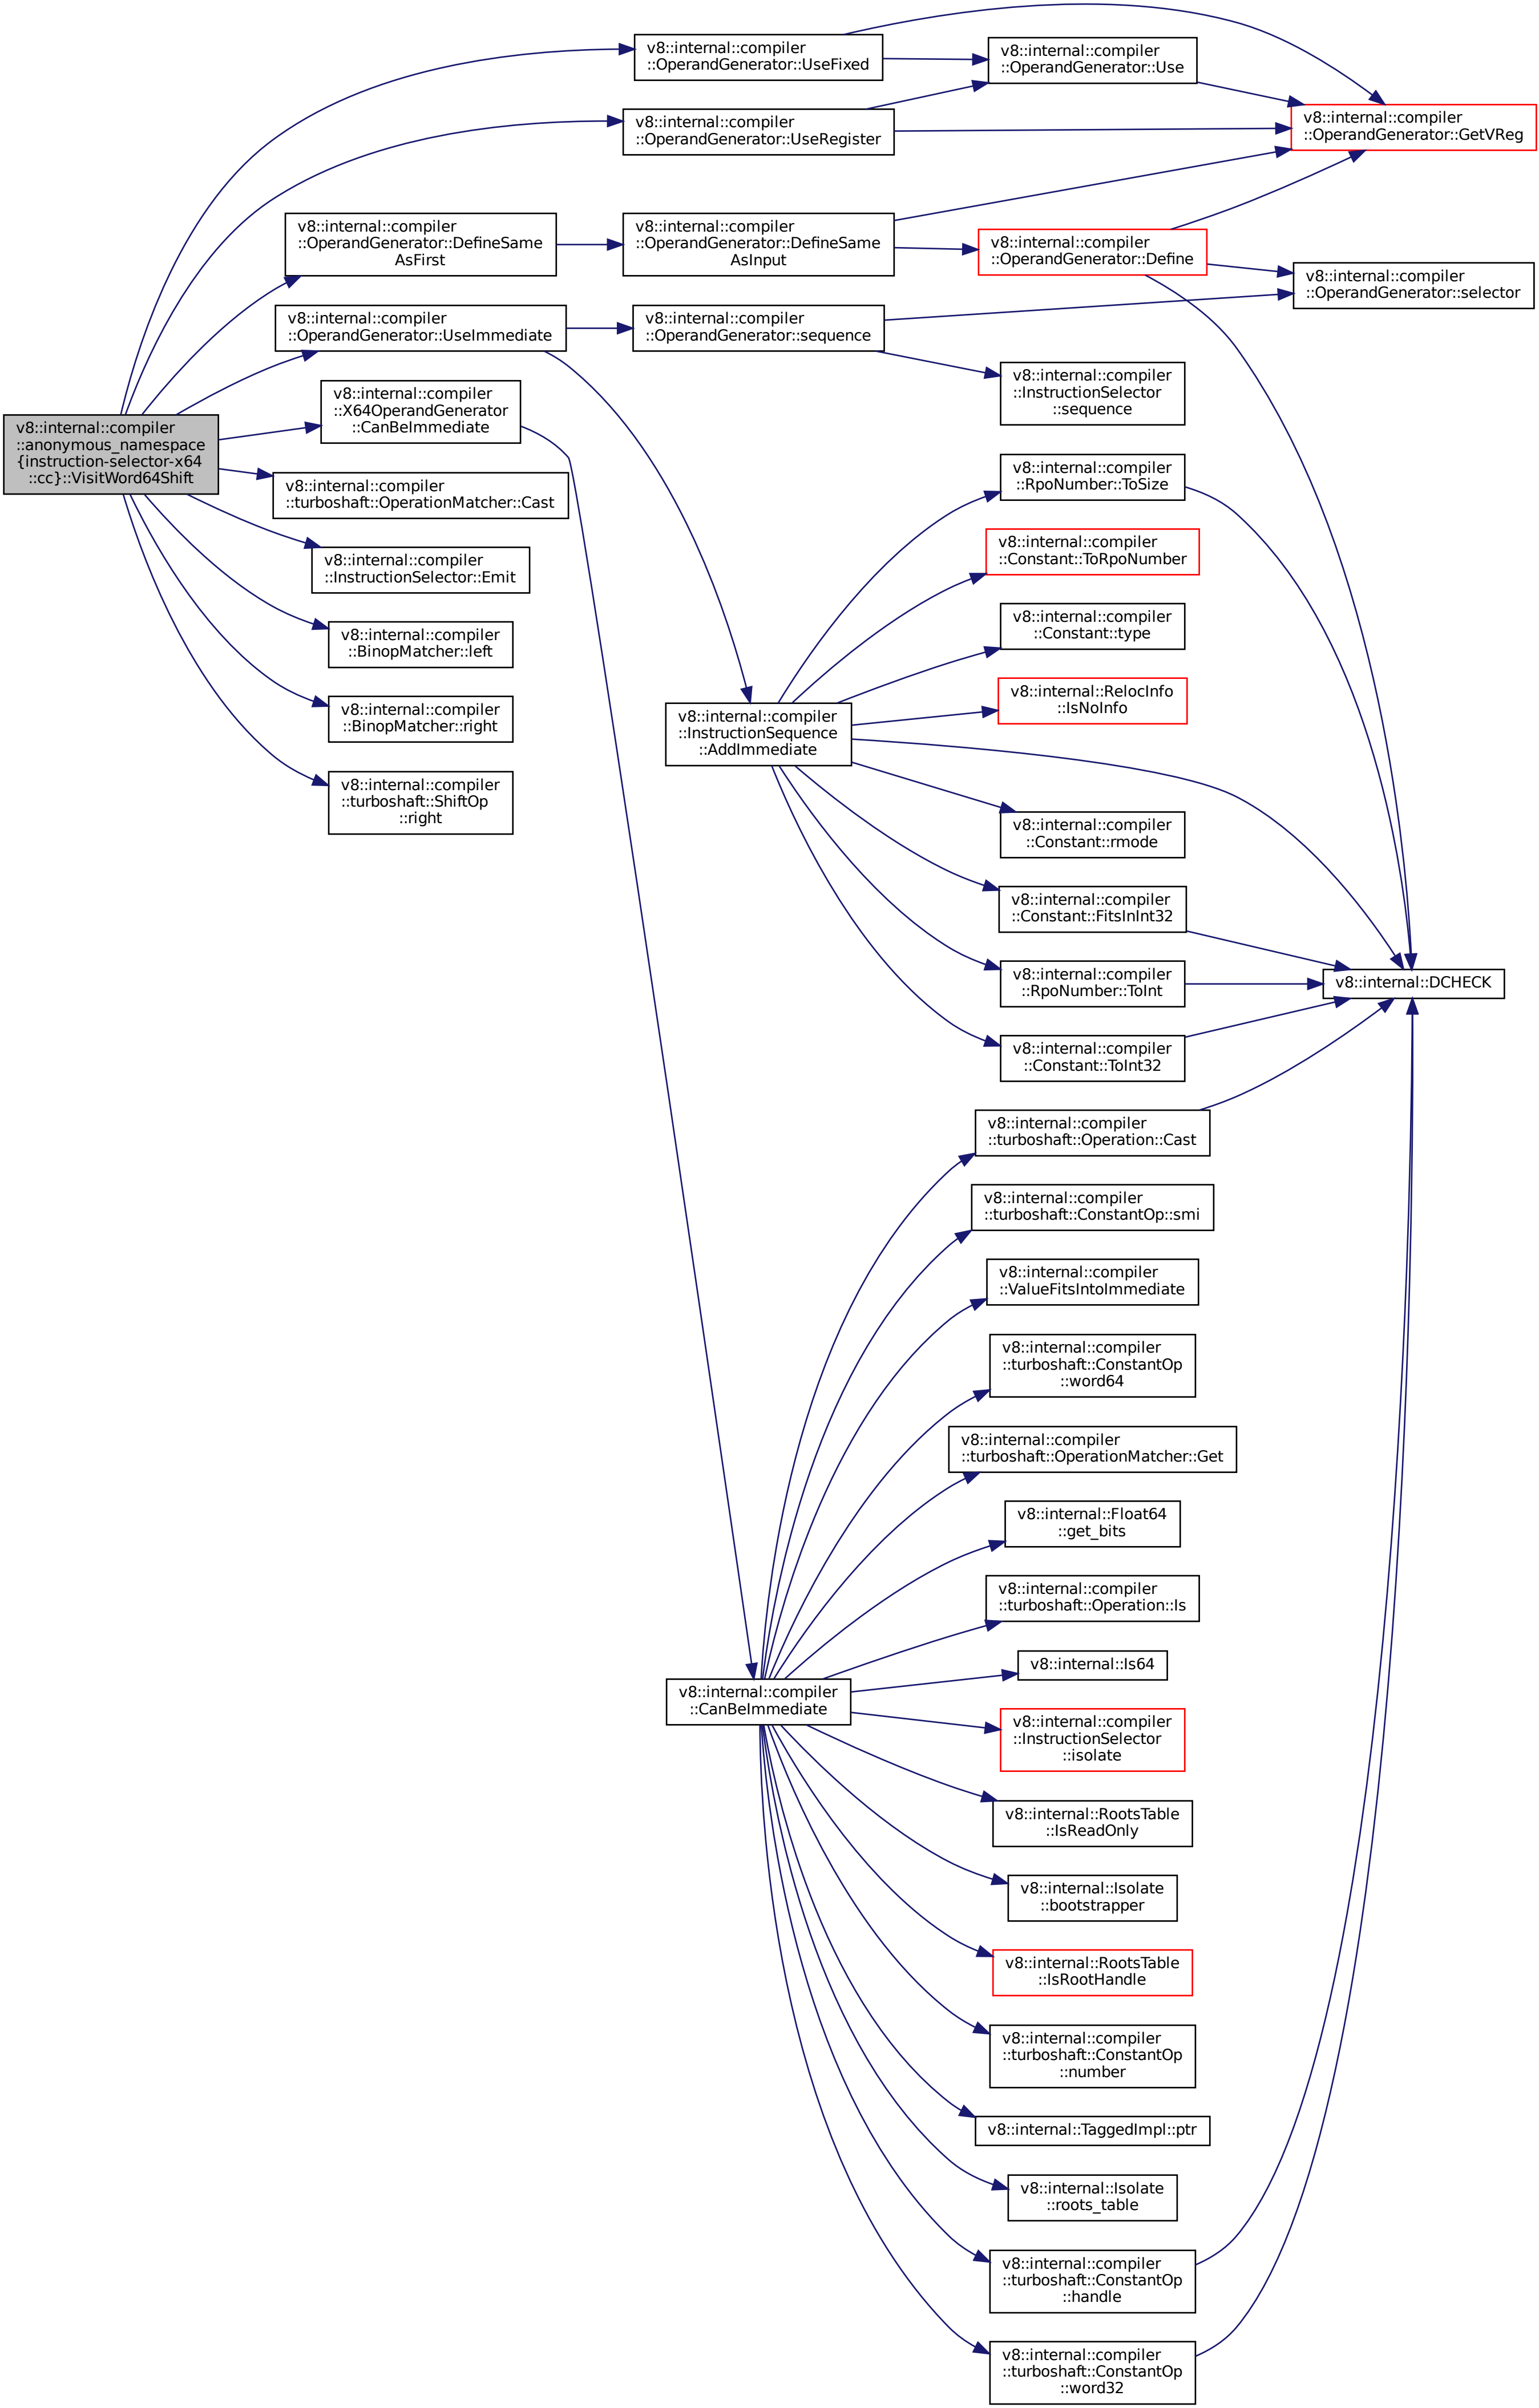 v8::internal::compiler
::anonymous_namespace
{instruction-selector-x64
::cc}::VisitWord64Shift
v8::internal::compiler
::OperandGenerator::UseFixed
v8::internal::compiler
::OperandGenerator::UseRegister
v8::internal::compiler
::OperandGenerator::DefineSame
AsFirst
v8::internal::compiler
::OperandGenerator::UseImmediate
v8::internal::compiler
::X64OperandGenerator
::CanBeImmediate
v8::internal::compiler
::turboshaft::OperationMatcher::Cast
v8::internal::compiler
::InstructionSelector::Emit
v8::internal::compiler
::BinopMatcher::left
v8::internal::compiler
::BinopMatcher::right
v8::internal::compiler
::turboshaft::ShiftOp
::right
v8::internal::compiler
::OperandGenerator::Use
v8::internal::compiler
::OperandGenerator::GetVReg
v8::internal::compiler
::OperandGenerator::DefineSame
AsInput
v8::internal::compiler
::OperandGenerator::Define
v8::internal::compiler
::OperandGenerator::selector
v8::internal::compiler
::OperandGenerator::sequence
v8::internal::compiler
::InstructionSelector
::sequence
v8::internal::compiler
::InstructionSequence
::AddImmediate
v8::internal::compiler
::RpoNumber::ToSize
v8::internal::compiler
::Constant::ToRpoNumber
v8::internal::compiler
::Constant::type
v8::internal::RelocInfo
::IsNoInfo
v8::internal::compiler
::Constant::rmode
v8::internal::compiler
::Constant::FitsInInt32
v8::internal::compiler
::RpoNumber::ToInt
v8::internal::compiler
::Constant::ToInt32
v8::internal::DCHECK
v8::internal::compiler
::CanBeImmediate
v8::internal::compiler
::turboshaft::Operation::Cast
v8::internal::compiler
::turboshaft::ConstantOp::smi
v8::internal::compiler
::ValueFitsIntoImmediate
v8::internal::compiler
::turboshaft::ConstantOp
::word64
v8::internal::compiler
::turboshaft::OperationMatcher::Get
v8::internal::Float64
::get_bits
v8::internal::compiler
::turboshaft::Operation::Is
v8::internal::Is64
v8::internal::compiler
::InstructionSelector
::isolate
v8::internal::RootsTable
::IsReadOnly
v8::internal::Isolate
::bootstrapper
v8::internal::RootsTable
::IsRootHandle
v8::internal::compiler
::turboshaft::ConstantOp
::number
v8::internal::TaggedImpl::ptr
v8::internal::Isolate
::roots_table
v8::internal::compiler
::turboshaft::ConstantOp
::handle
v8::internal::compiler
::turboshaft::ConstantOp
::word32